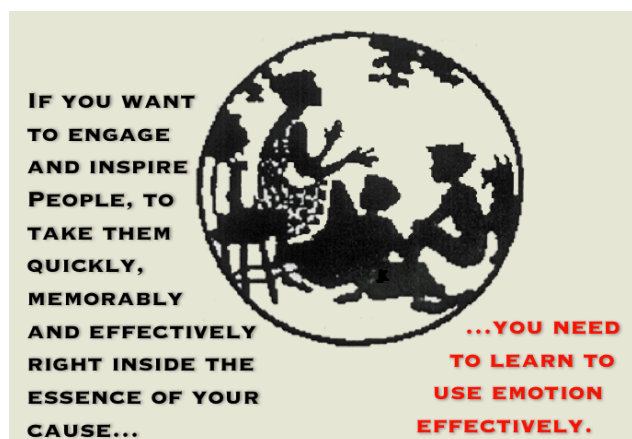 If you want
to engage
and inspire
People, to
take them
quickly,
memorably
and effectively
right inside the
essence of your
cause...
...you need
to learn to
use emotion
effectively.